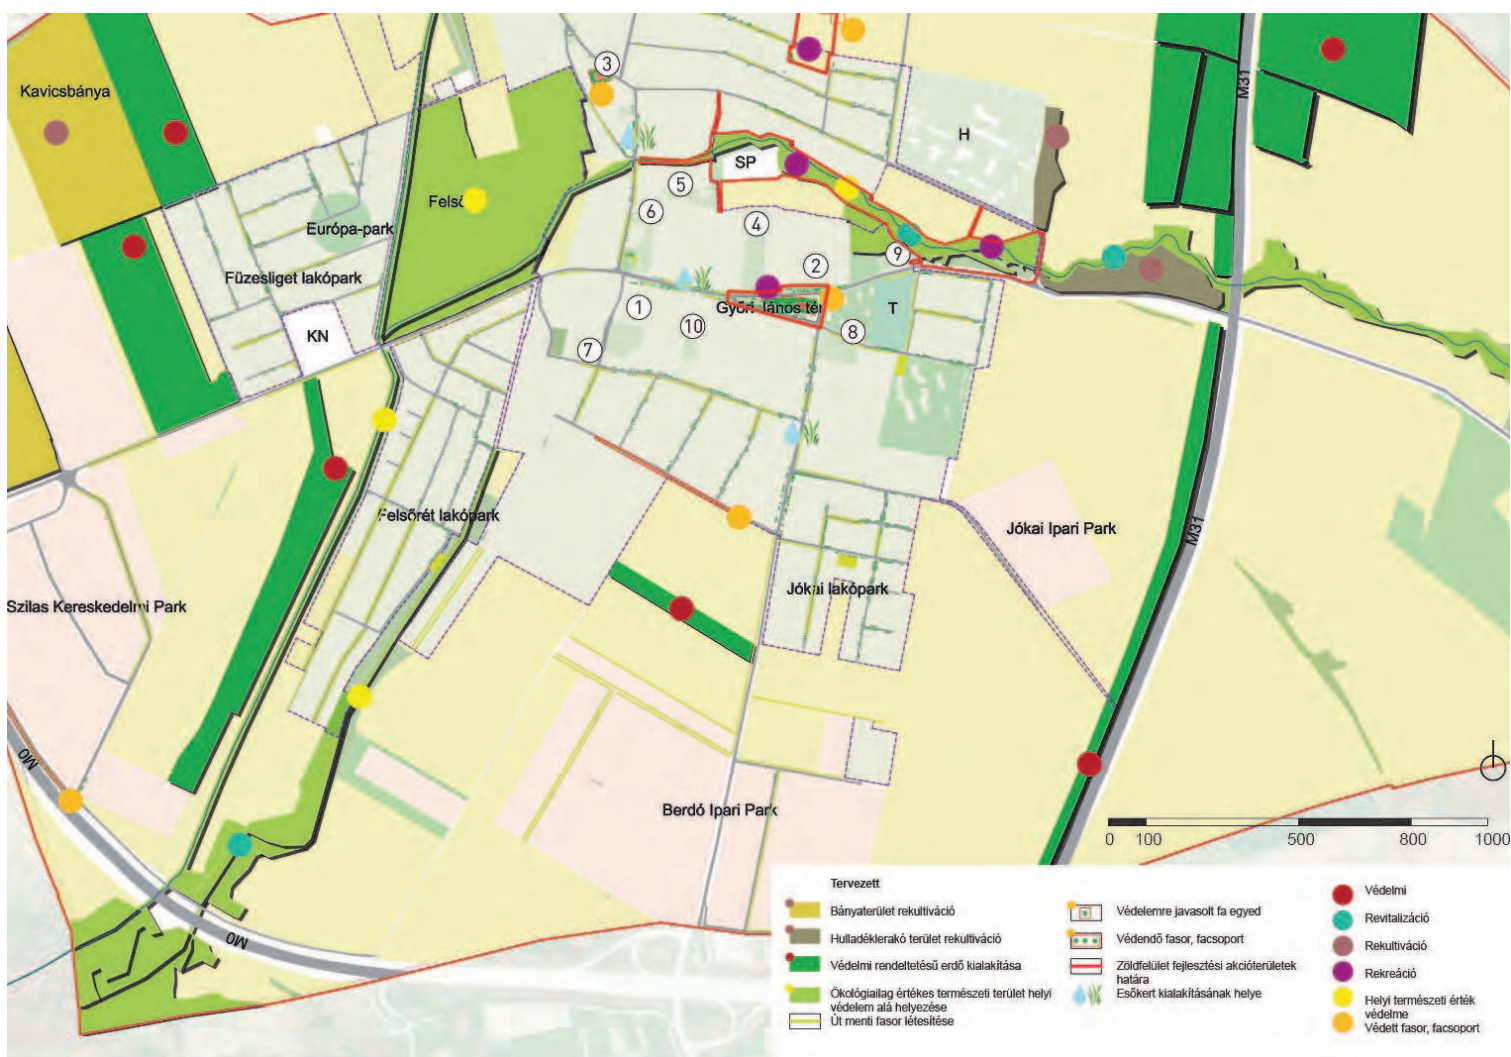 3
M31
Kavicsbánya
H
SP
5
Felső
6
4
Európa-park
2
9
Füzesliget lakópark
1
Győri János tér
T
KN
10
8
7
Felsőrét lakópark
Jókai Ipari Park
M31
Jókai lakópark
Szilas Kereskedelmi Park
M0
Berdó Ipari Park
0 100 500 800 1000
M0
Tervezett
Bányaterület rekultiváció
Hulladéklerakó terület rekultiváció
Védelmi rendeltetésű erdő kialakítása
Ökológiailag értékes természeti terület helyi
védelem alá helyezése
Út menti fasor létesítése
Védelemre javasolt fa egyed
Védendő fasor, facsoport
Zöldfelület fejlesztési akcióterületek
határa
Esőkert kialakításának helye
Védelmi
Revitalizáció
Rekultiváció
Rekreáció
Helyi természeti érték
védelme
Védett fasor, facsoport